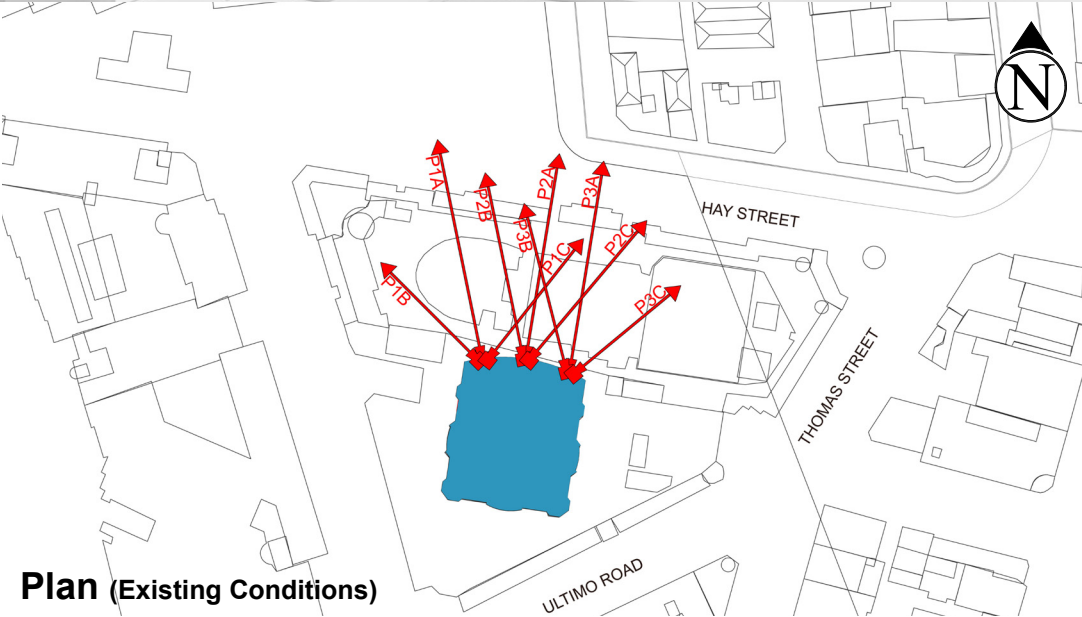 N
P1A
P2B
P2A
P3A
P3B
P1C
P2C
P1B
P3C
HAY STREET
THOMAS STREET
ULTIMO ROAD
Plan (Existing Conditions)